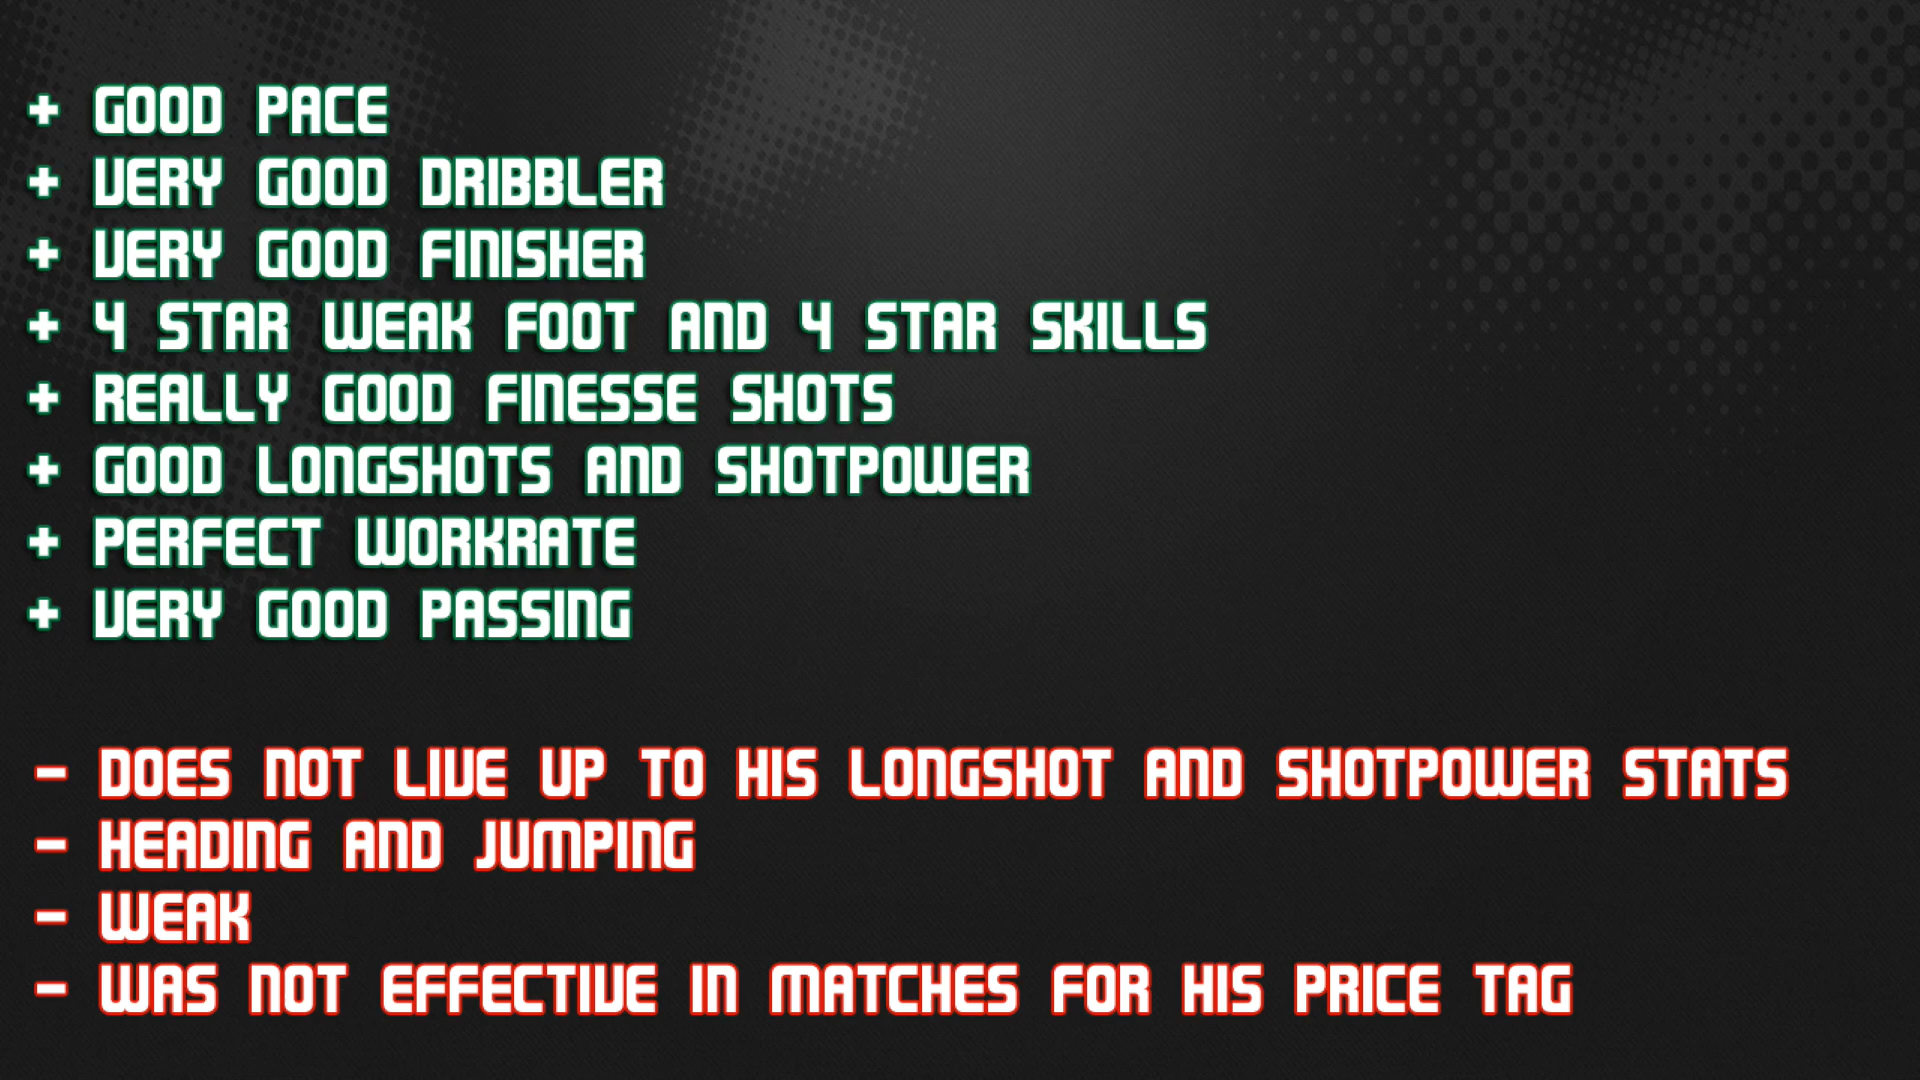 + GOOD PACE
+ VERY GOOD DRIBBLER
+ VERY GOOD FINISHER
+ 4 STAR WEAK FOOT AND 4 STAR SKILLS
+ REALLY GOOD FINESSE SHOTS
+ GOOD LONGSHOTS AND SHOTPOWER
+ PERFECT WORKRATE
+ VERY GOOD PASSING
- DOES NOT LIVE UP TO HIS LONGSHOT AND SHOTPOWER STATS
- HEADING AND JUMPING
- WEAK
- WAS NOT EFFECTIVE IN MATCHES FOR HIS PRICE TAG